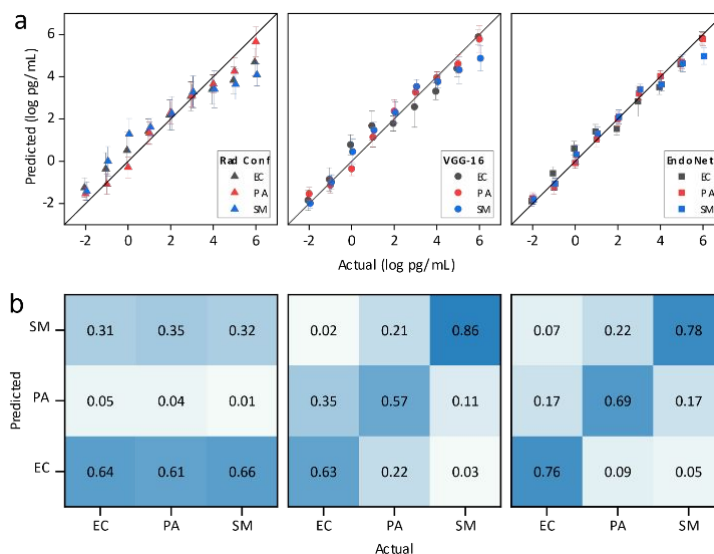 a
6
4
2
0
-2
Predicted (log pg/mL)
Rad Conf
EC
PA
SM
VGG-16
EC
PA
SM
EndoNet
EC
PA
SM
-2 0 2 4 6
-2 0 2 4 6
-2 0 2 4 6
Actual (log pg/mL)
b
Predicted
SM
0.31 0.35 0.32
0.02 0.21 0.86
0.07 0.22 0.78
PA
0.05 0.04 0.01
0.35 0.57 0.11
0.17 0.69 0.17
EC
0.64 0.61 0.66
0.63 0.22 0.03
0.76 0.09 0.05
EC PA SM
EC PA SM
EC PA SM
Actual